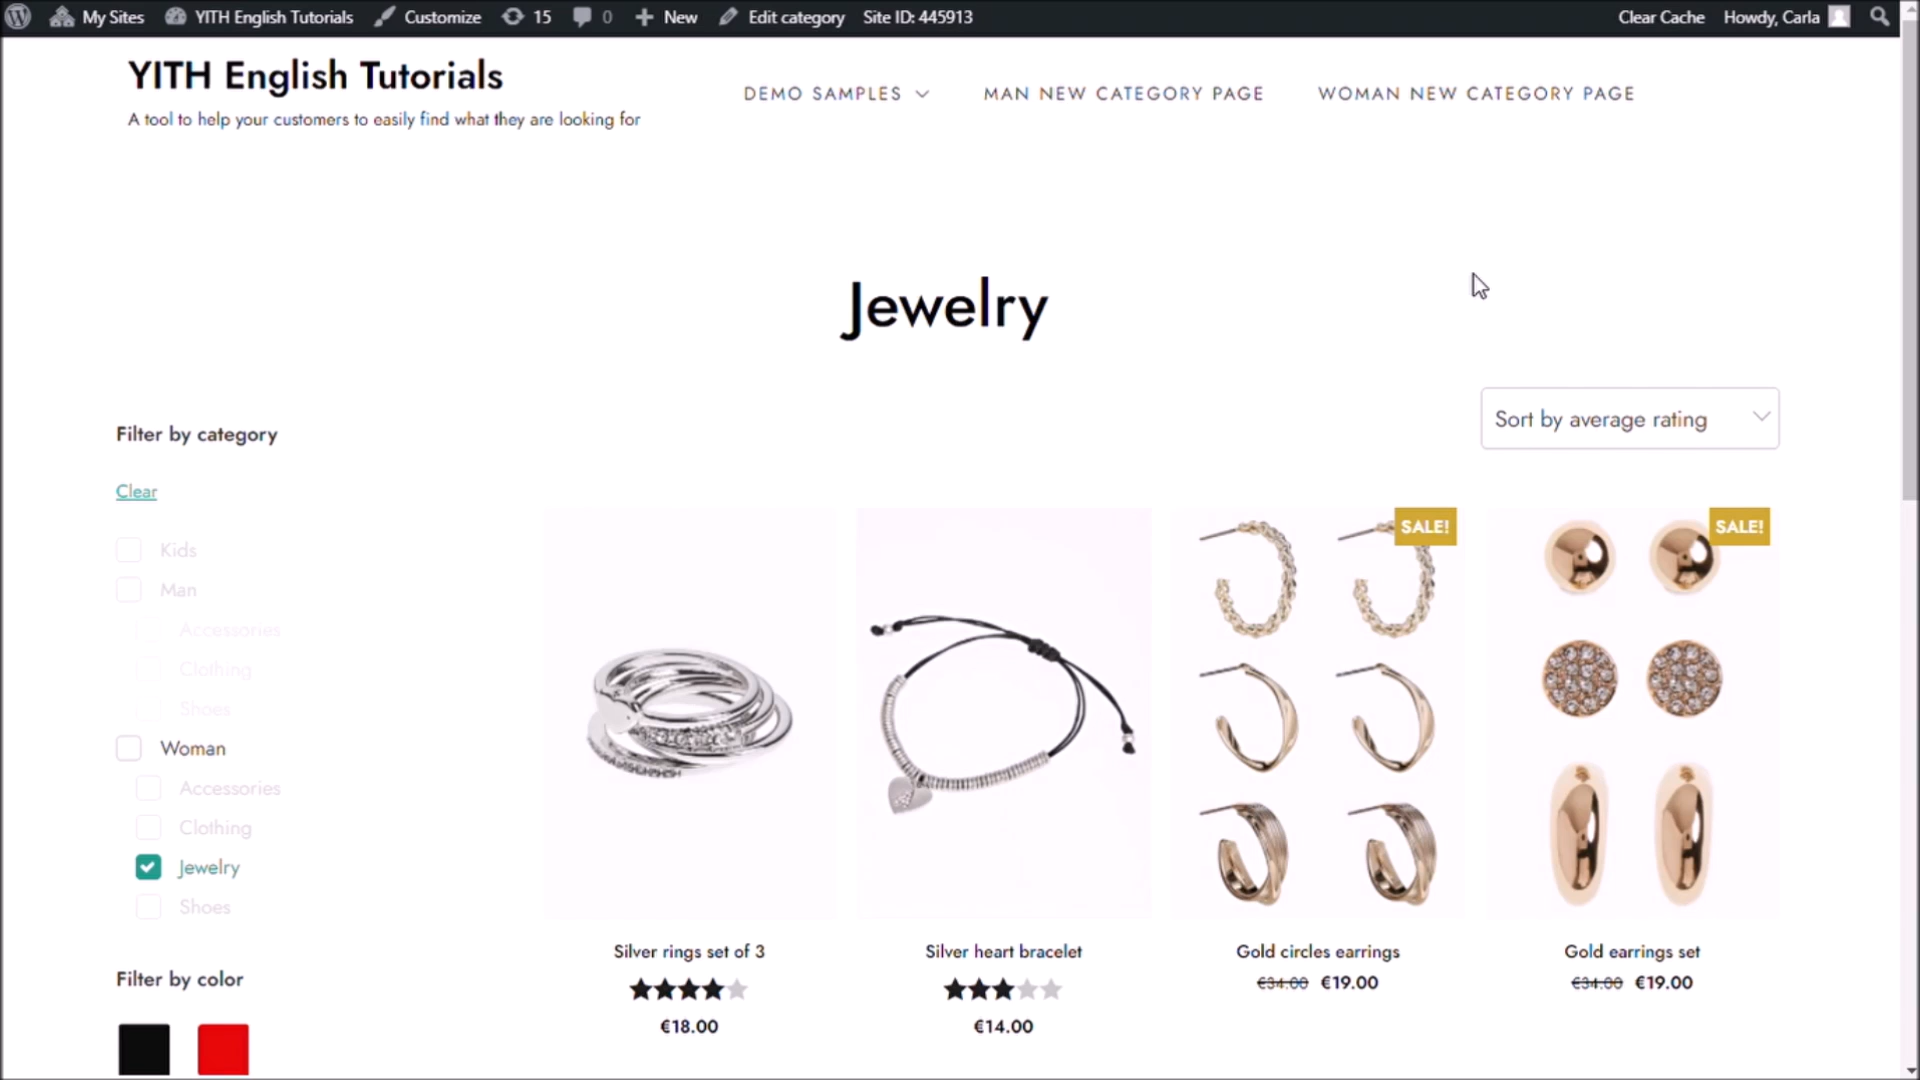 My Sites YITH English Tutorials Customize 15 0 New Edit category Site ID: 445913 Clear Cache Howdy, Carla
YITH English Tutorials
A tool to help your customers to easily find what they are looking for
DEMO SAMPLES MAN NEW CATEGORY PAGE WOMAN NEW CATEGORY PAGE
Jewelry
Sort by average rating
Filter by category
Clear
Kids
Man
Accessories
Clothing
Shoes
Woman
Accessories
Clothing
Jewelry
Shoes
Filter by color
SALE!
SALE!
Silver rings set of 3
€18.00
Silver heart bracelet
€14.00
Gold circles earrings
€34.00 €19.00
Gold earrings set
€34.00 €19.00